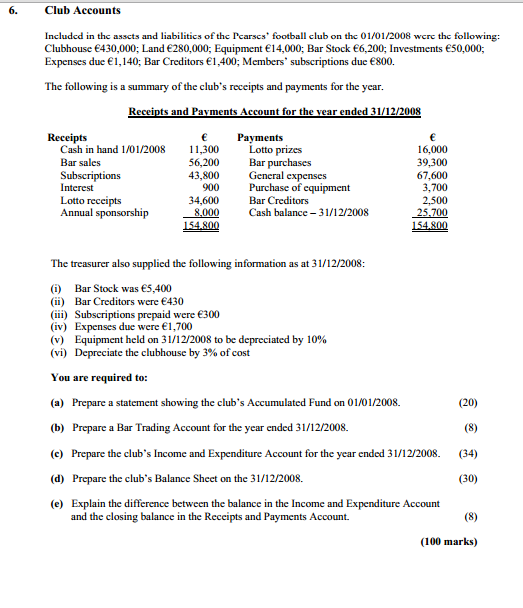 6. Club Accounts
Included in the assets and liabilities of the Pearses' football club on the 01/01/2008 were the following:
Clubhouse €430,000; Land €280,000; Equipment €14,000; Bar Stock €6,200; Investments €50,000;
Expenses due €1,140; Bar Creditors €1,400; Members' subscriptions due €800.
The following is a summary of the club's receipts and payments for the year.
Receipts and Payments Account for the year ended 31/12/2008
Receipts € Payments €
Cash in hand 1/01/2008 11,300 Lotto prizes 16,000
Bar sales 56,200 Bar purchases 39,300
Subscriptions 43,800 General expenses 67,600
Interest 900 Purchase of equipment 3,700
Lotto receipts 34,600 Bar Creditors 2,500
Annual sponsorship 8,000 Cash balance – 31/12/2008 25,700
154,800 154,800
The treasurer also supplied the following information as at 31/12/2008:
(i) Bar Stock was €5,400
(ii) Bar Creditors were €430
(iii) Subscriptions prepaid were €300
(iv) Expenses due were €1,700
(v) Equipment held on 31/12/2008 to be depreciated by 10%
(vi) Depreciate the clubhouse by 3% of cost
You are required to:
(a) Prepare a statement showing the club's Accumulated Fund on 01/01/2008. (20)
(b) Prepare a Bar Trading Account for the year ended 31/12/2008. (8)
(c) Prepare the club's Income and Expenditure Account for the year ended 31/12/2008. (34)
(d) Prepare the club's Balance Sheet on the 31/12/2008. (30)
(e) Explain the difference between the balance in the Income and Expenditure Account
and the closing balance in the Receipts and Payments Account. (8)
(100 marks)